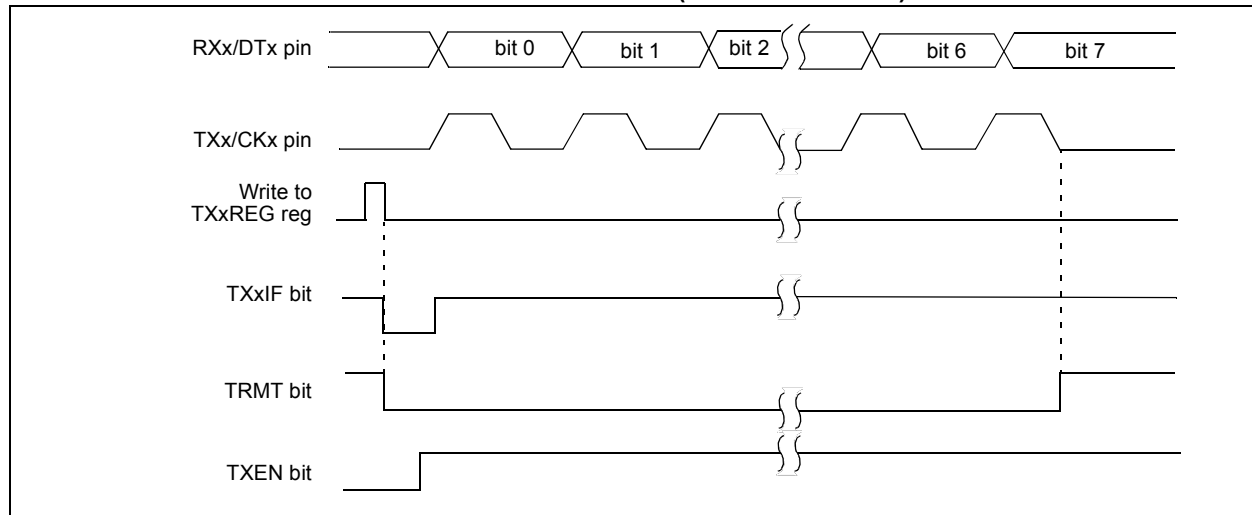 RXx/DTx pin
bit 0
bit 1
bit 2
bit 6
bit 7
TXx/CKx pin
Write to
TXxREG reg
TXxIF bit
TRMT bit
TXEN bit